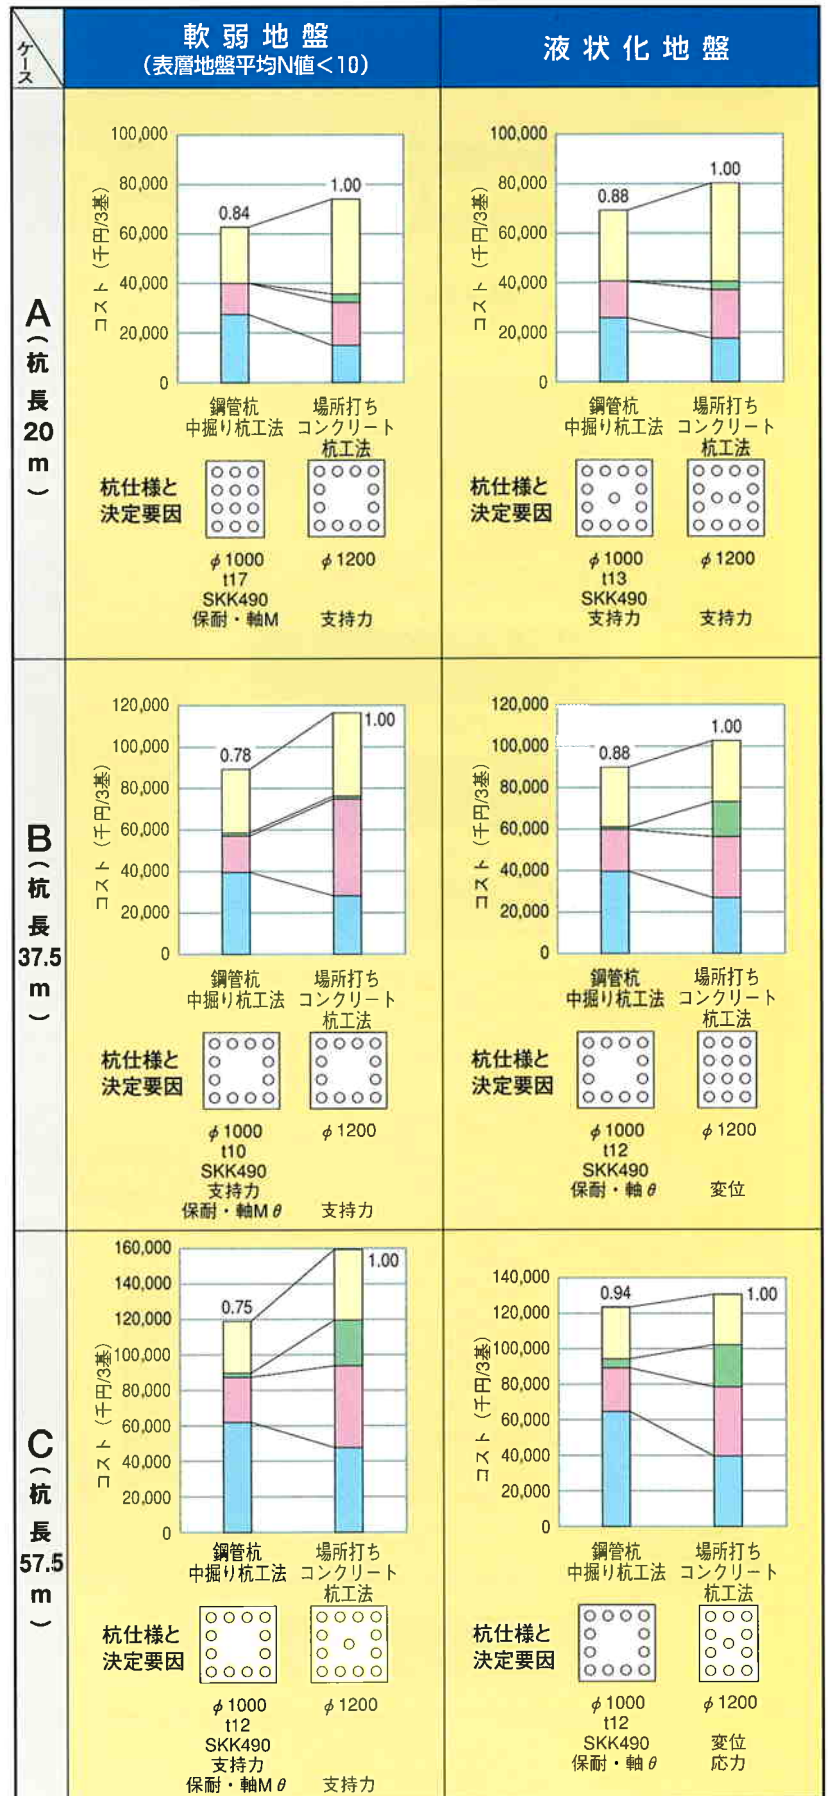 ケース
軟弱地盤
（表層地盤平均N値＜10）
液状化地盤
A（杭長20m）
コスト（千円/3基）
100,000
80,000
60,000
40,000
20,000
0
0.84
1.00
鋼管杭
中掘り杭工法
場所打ち
コンクリート
杭工法
杭仕様と
決定要因
φ1000
t17
SKK490
保耐・軸M
φ1200
支持力
コスト（千円/3基）
100,000
80,000
60,000
40,000
20,000
0
0.88
1.00
鋼管杭
中掘り杭工法
場所打ち
コンクリート
杭工法
杭仕様と
決定要因
φ1000
t13
SKK490
支持力
φ1200
支持力
B（杭長37.5m）
コスト（千円/3基）
120,000
100,000
80,000
60,000
40,000
20,000
0
0.78
1.00
鋼管杭
中掘り杭工法
場所打ち
コンクリート
杭工法
杭仕様と
決定要因
φ1000
t10
SKK490
支持力
保耐・軸Mθ
φ1200
支持力
コスト（千円/3基）
120,000
100,000
80,000
60,000
40,000
20,000
0
0.88
1.00
鋼管杭
中掘り杭工法
場所打ち
コンクリート
杭工法
杭仕様と
決定要因
φ1000
t12
SKK490
保耐・軸θ
φ1200
変位
C（杭長57.5m）
コスト（千円/3基）
160,000
140,000
120,000
100,000
80,000
60,000
40,000
20,000
0
0.75
1.00
鋼管杭
中掘り杭工法
場所打ち
コンクリート
杭工法
杭仕様と
決定要因
φ1000
t12
SKK490
支持力
保耐・軸Mθ
φ1200
支持力
コスト（千円/3基）
140,000
120,000
100,000
80,000
60,000
40,000
20,000
0
0.94
1.00
鋼管杭
中掘り杭工法
場所打ち
コンクリート
杭工法
杭仕様と
決定要因
φ1000
t12
SKK490
保耐・軸θ
φ1200
変位
応力